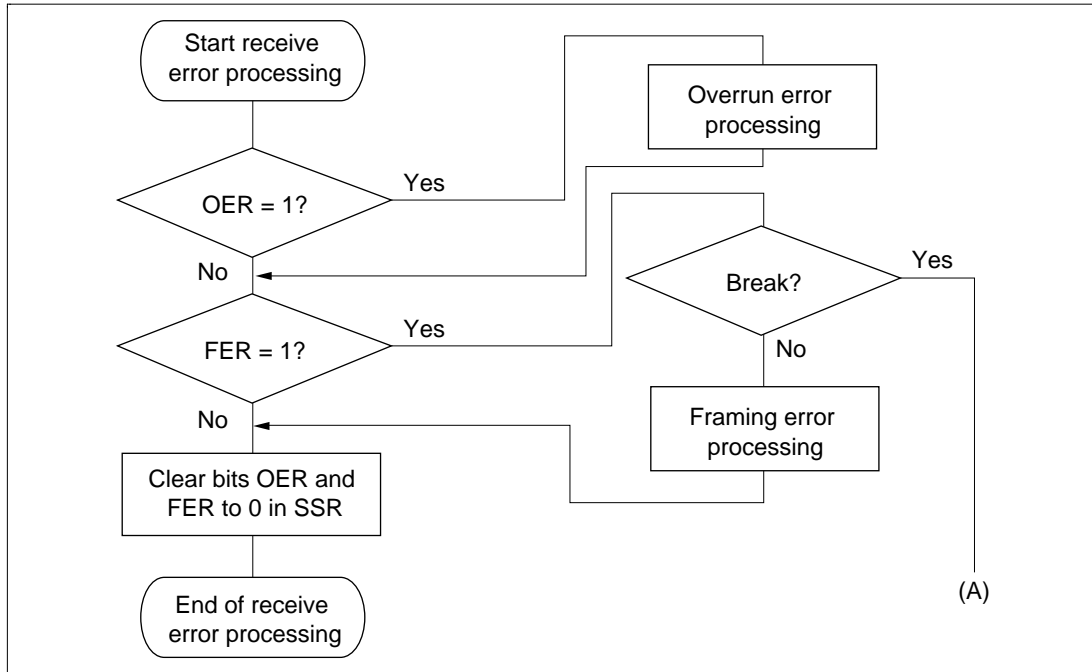 Start receive
error processing
Overrun error
processing
Yes
OER = 1?
No
Yes
Break?
Yes
FER = 1?
No
No
Framing error
processing
Clear bits OER and
FER to 0 in SSR
(A)
End of receive
error processing